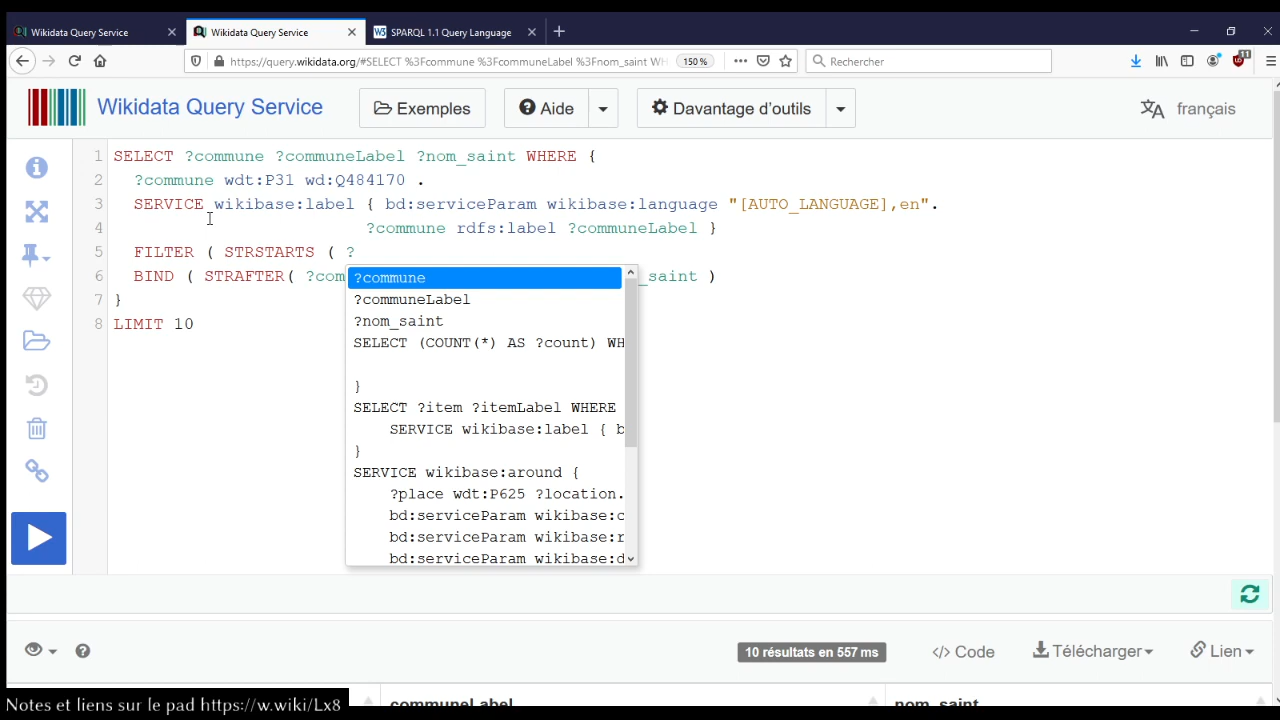 Wikidata Query Service
Wikidata Query Service
SPARQL 1.1 Query Language
https://query.wikidata.org/#SELECT %3Fcommune %3FcommuneLabel %3Fnom_saint WH
150 %
Rechercher
11
Wikidata Query Service
Exemples
Aide
Davantage d'outils
français
1 SELECT ?commune ?communeLabel ?nom_saint WHERE {
2 ?commune wdt:P31 wd:Q484170 .
3 SERVICE wikibase:label { bd:serviceParam wikibase:language "[AUTO_LANGUAGE],en".
4 ?commune rdfs:label ?communeLabel }
5 FILTER ( STRSTARTS ( ?
6 BIND ( STRAFTER( ?com _saint )
7 }
8 LIMIT 10
?commune
?communeLabel
?nom_saint
SELECT (COUNT(*) AS ?count) WH
}
SELECT ?item ?itemLabel WHERE
SERVICE wikibase:label { b
}
SERVICE wikibase:around {
?place wdt:P625 ?location.
bd:serviceParam wikibase:c
bd:serviceParam wikibase:r
bd:serviceParam wikibase:d
10 résultats en 557 ms
</> Code
Télécharger
Lien
communeLabel
nom_saint
Notes et liens sur le pad https://w.wiki/Lx8